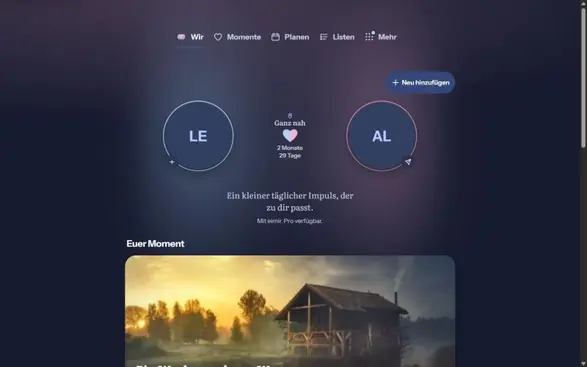 Wir
Momente
Planen
Listen
Mehr
Neu hinzufügen
LE
Ganz nah
2 Monate
29 Tage
AL
Ein kleiner täglicher Impuls, der
zu dir passt.
Mit eimir. Pro verfügbar.
Euer Moment